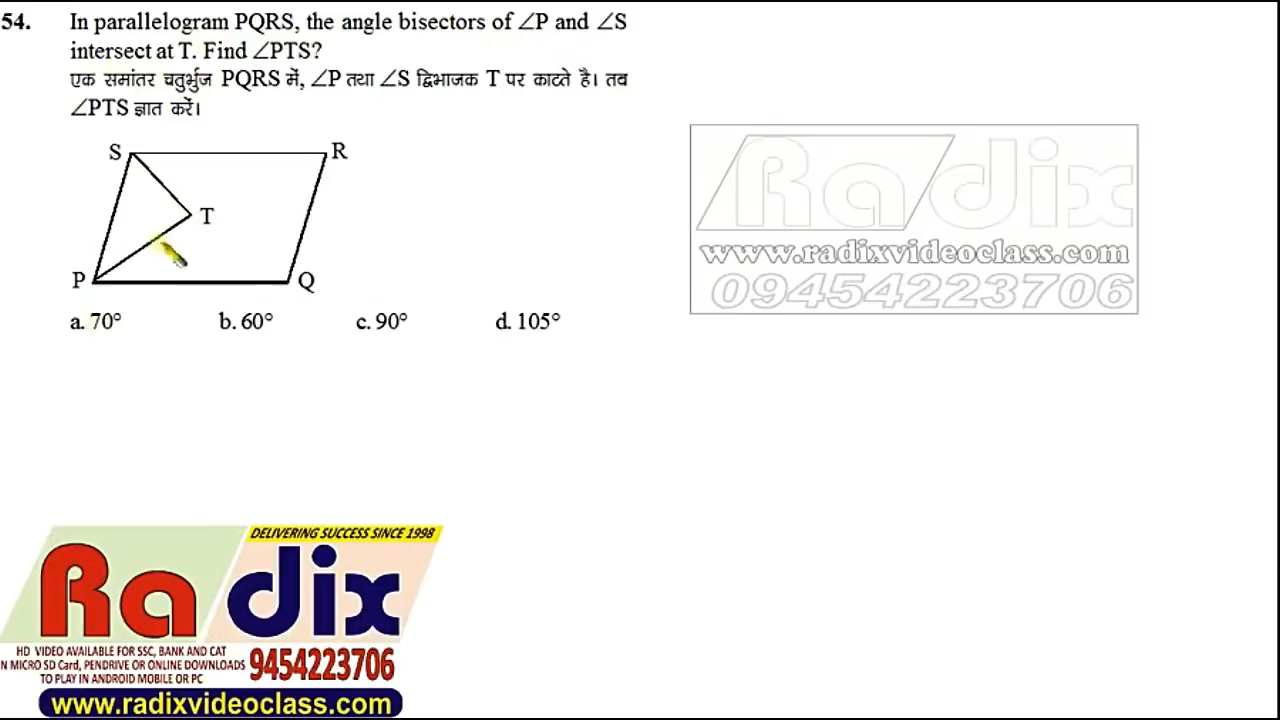 54. In parallelogram PQRS, the angle bisectors of ∠P and ∠S
intersect at T. Find ∠PTS?
एक समांतर चतुर्भुज PQRS में, ∠P तथा ∠S द्विभाजक T पर काटते है। तब
∠PTS ज्ञात करें।
S R
T
P Q
a. 70° b. 60° c. 90° d. 105°
Radix
www.radixvideoclass.com
09454223706
DELIVERING SUCCESS SINCE 1998
Radix
HD VIDEO AVAILABLE FOR SSC, BANK AND CAT
N MICRO SD Card, PENDRIVE OR ONLINE DOWNLOADS
TO PLAY IN ANDROID MOBILE OR PC
9454223706
www.radixvideoclass.com